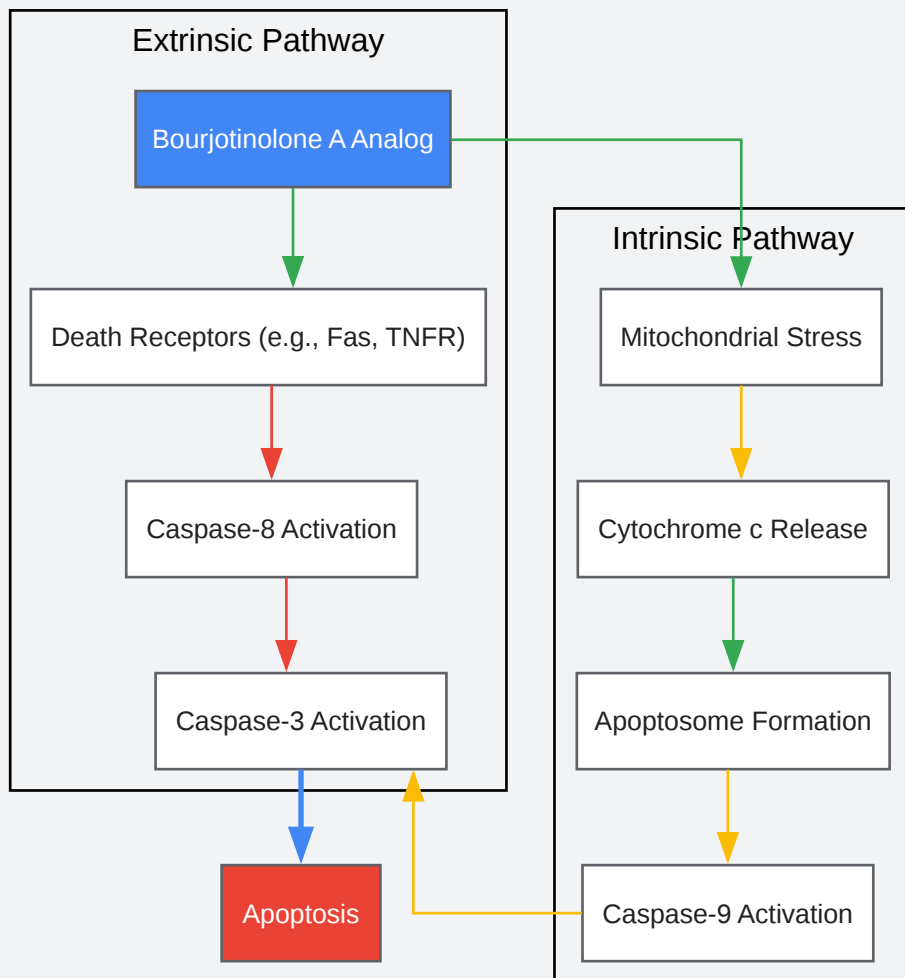 Extrinsic Pathway
Bourjotinolone A Analog
Death Receptors (e.g., Fas, TNFR)
Caspase-8 Activation
Caspase-3 Activation
Apoptosis
Intrinsic Pathway
Mitochondrial Stress
Cytochrome c Release
Apoptosome Formation
Caspase-9 Activation